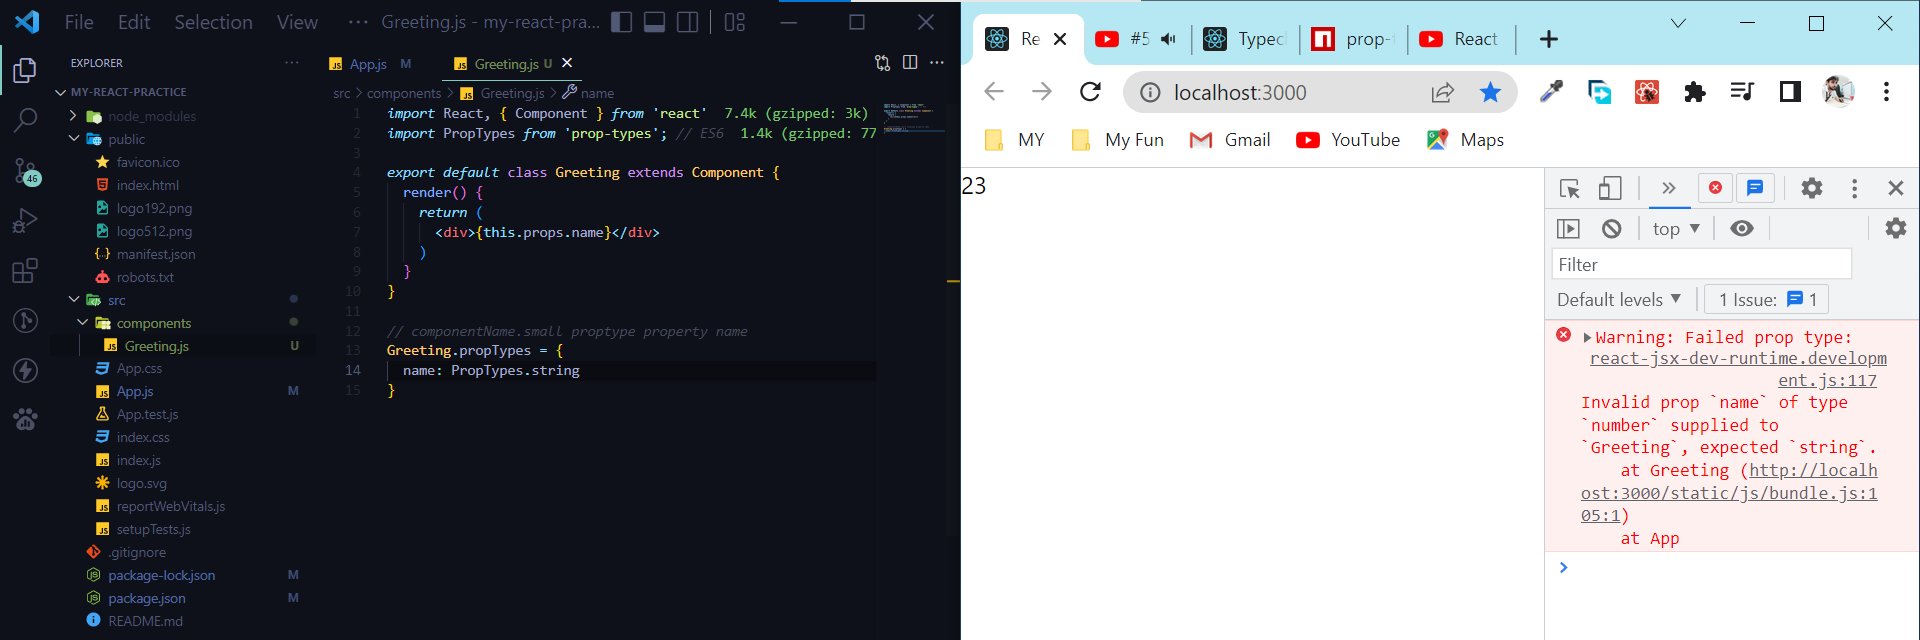 File Edit Selection View ··· Greeting.js - my-react-pra...
EXPLORER ···
MY-REACT-PRACTICE
node_modules
public
favicon.ico
index.html
logo192.png
logo512.png
manifest.json
robots.txt
src
components
Greeting.js U
App.css
App.js M
App.test.js
index.css
index.js
logo.svg
reportWebVitals.js
setupTests.js
.gitignore
package-lock.json M
package.json M
README.md
46
App.js M Greeting.js U
src > components > Greeting.js > name
1 import React, { Component } from 'react' 7.4k (gzipped: 3k)
2 import PropTypes from 'prop-types'; // ES6 1.4k (gzipped: 77
3
4 export default class Greeting extends Component {
5 render() {
6 return (
7 <div>{this.props.name}</div>
8 )
9 }
10 }
11
12 // componentName.small proptype property name
13 Greeting.propTypes = {
14 name: PropTypes.string
15 }
Re #5 Typec prop- React
localhost:3000
MY My Fun Gmail YouTube Maps
23
top ▼
Filter
Default levels ▼ 1 Issue: 1
Warning: Failed prop type:
react-jsx-dev-runtime.developm
ent.js:117
Invalid prop `name` of type
`number` supplied to
`Greeting`, expected `string`.
at Greeting (http://localh
ost:3000/static/js/bundle.js:1
05:1)
at App